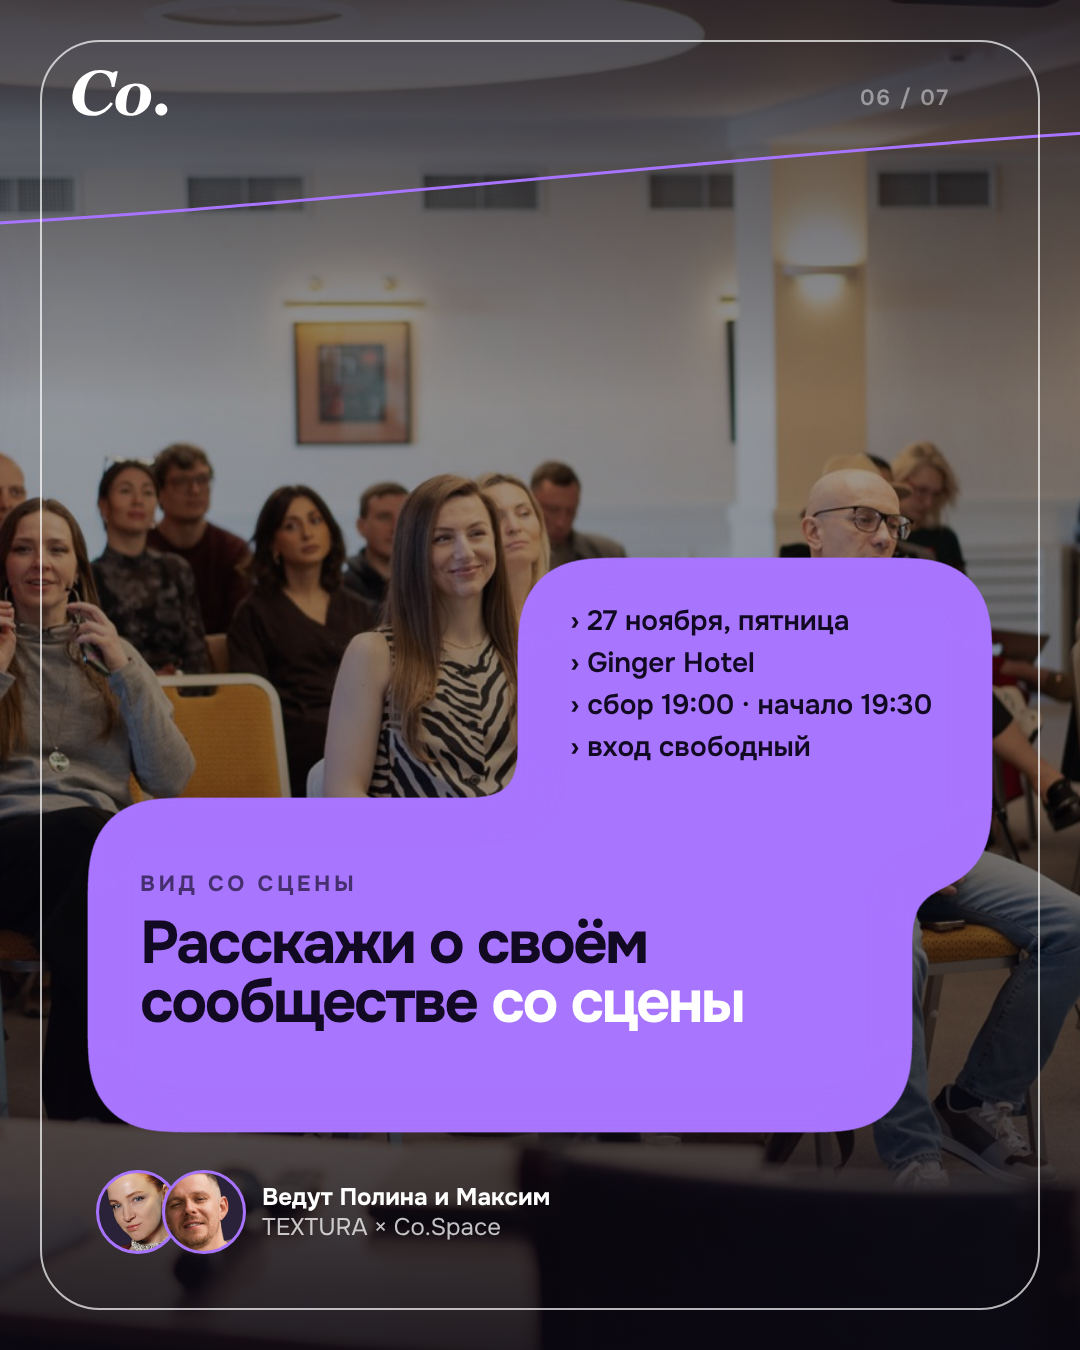 Co.
06 / 07
› 27 ноября, пятница
› Ginger Hotel
› сбор 19:00 · начало 19:30
› вход свободный
ВИД СО СЦЕНЫ
Расскажи о своём
сообществе со сцены
Ведут Полина и Максим
TEXTURA × Co.Space